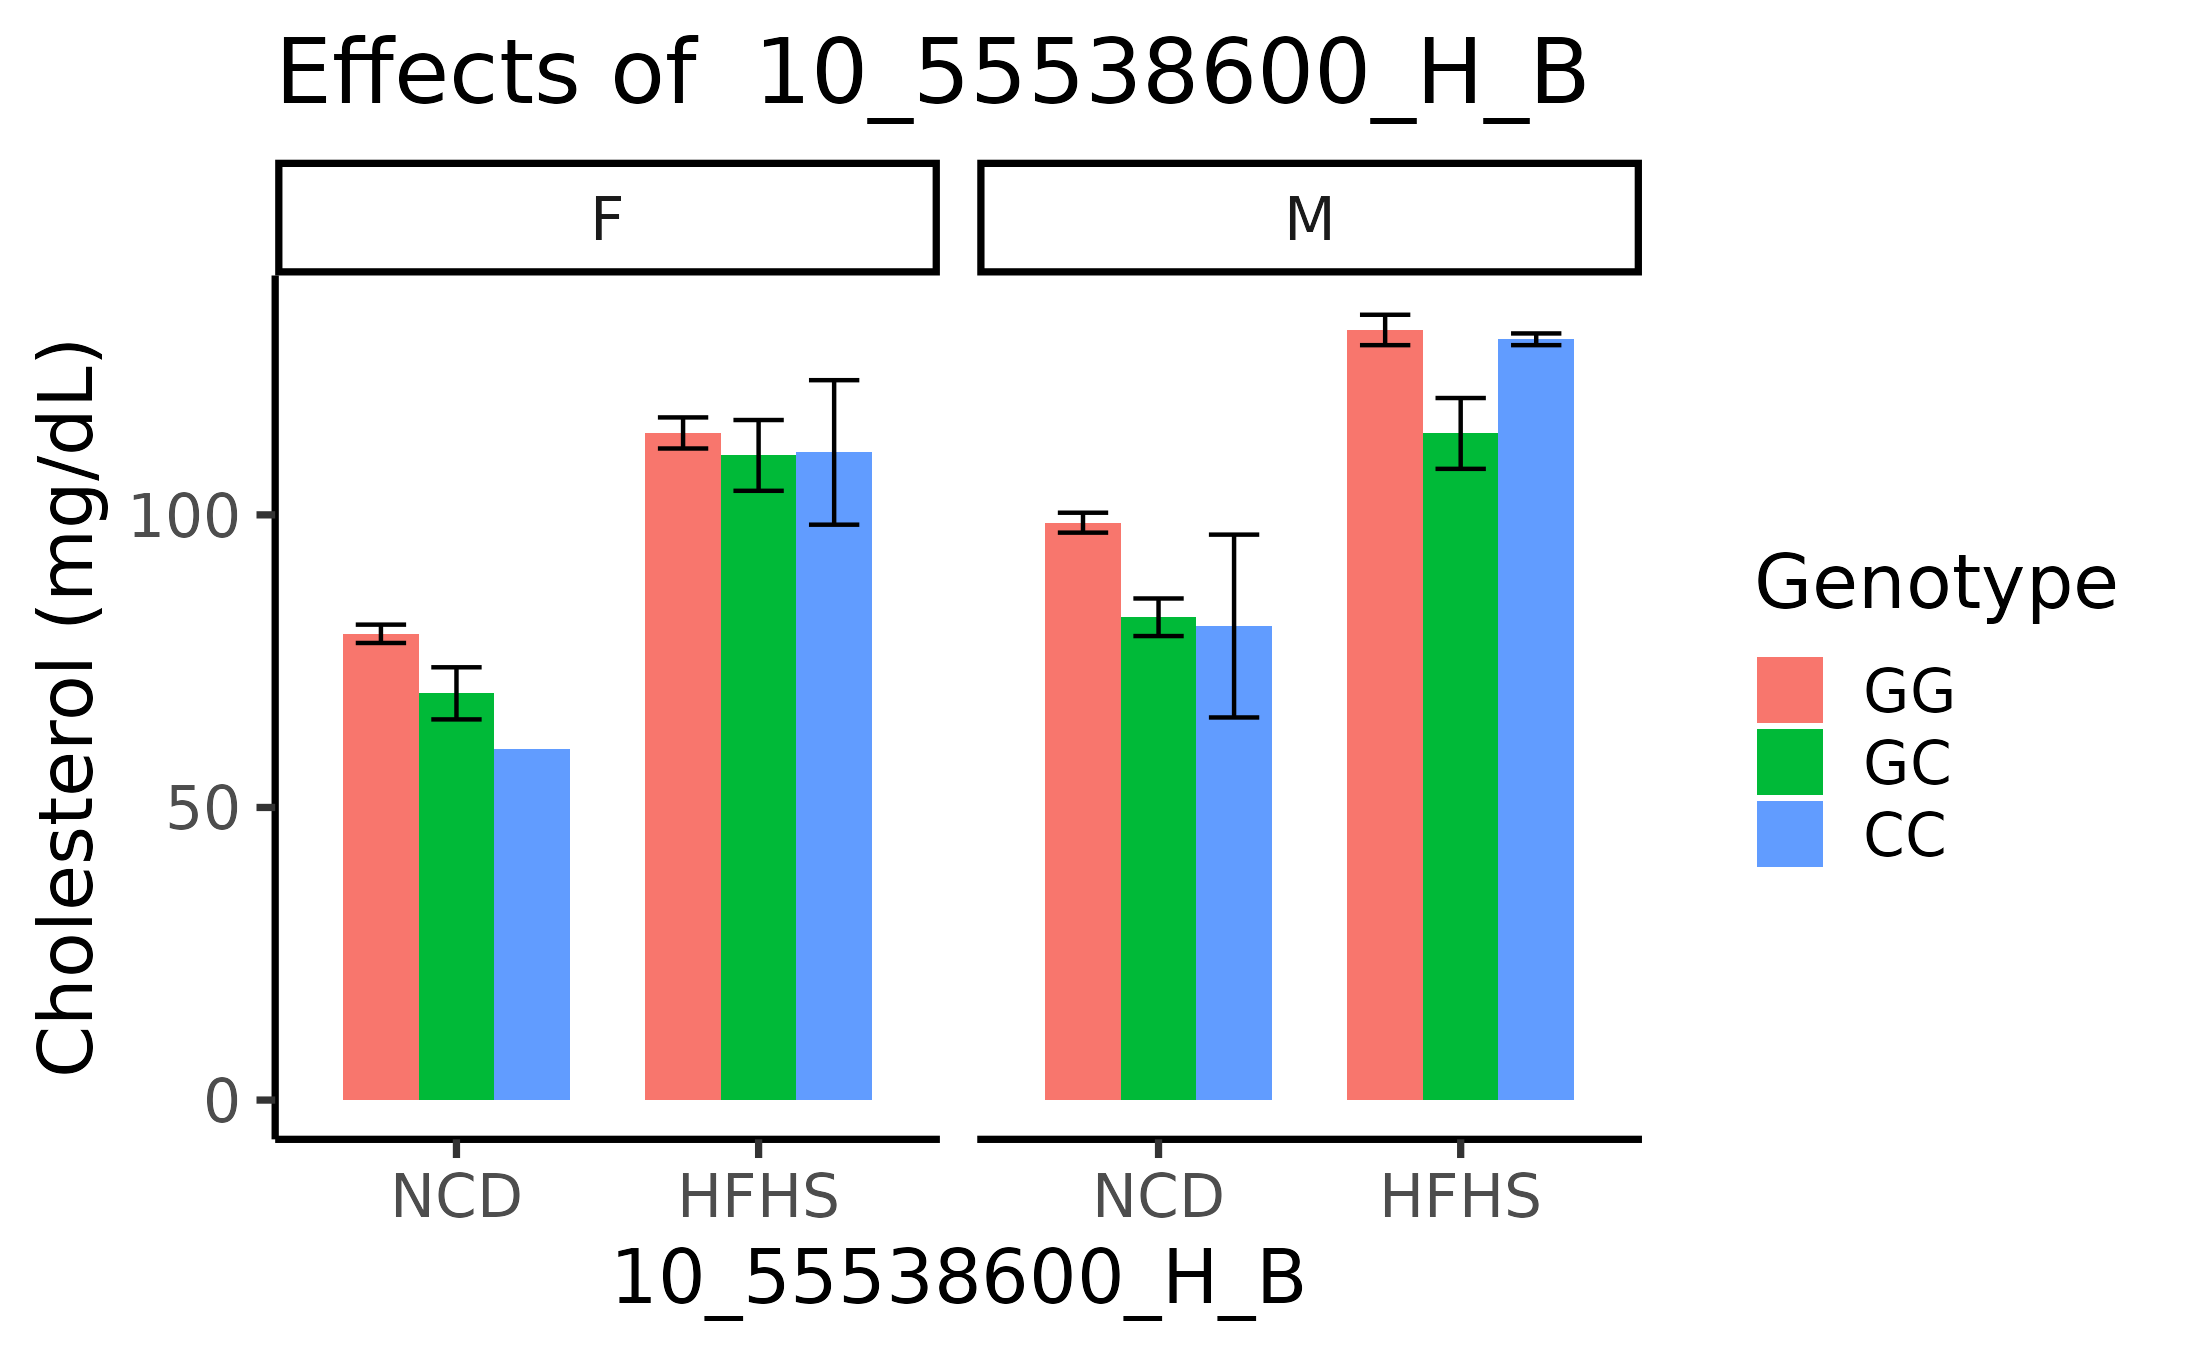 Effects of  10_55538600_H_B
F
M
Cholesterol (mg/dL)
100
50
0
NCD
HFHS
NCD
HFHS
10_55538600_H_B
Genotype
GG
GC
CC